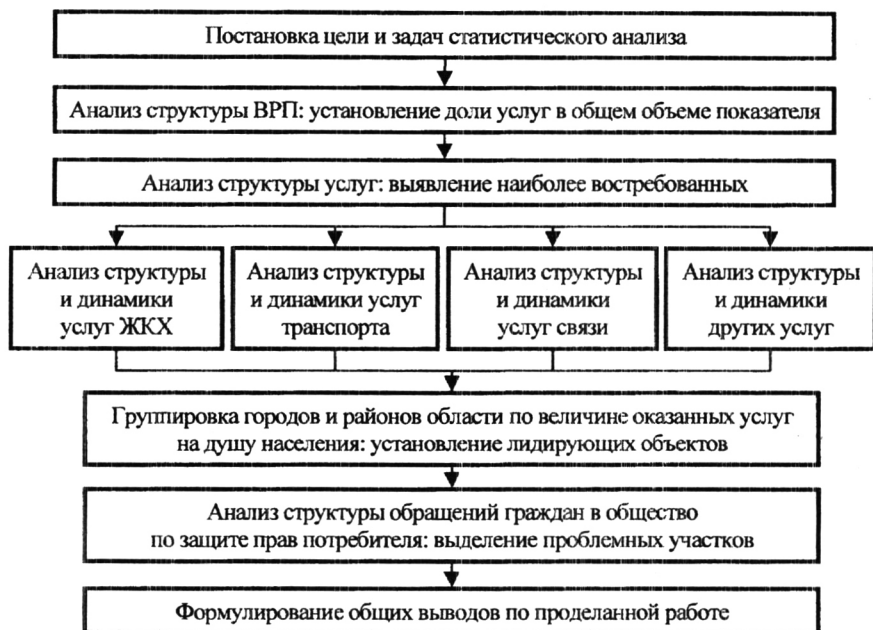 Постановка цели и задач статистического анализа
Анализ структуры ВРП: установление доли услуг в общем объеме показателя
Анализ структуры услуг: выявление наиболее востребованных
Анализ структуры
и динамики
услуг ЖКХ
Анализ структуры
и динамики услуг
транспорта
Анализ структуры
и динамики
услуг связи
Анализ структуры
и динамики
других услуг
Группировка городов и районов области по величине оказанных услуг
на душу населения: установление лидирующих объектов
Анализ структуры обращений граждан в общество
по защите прав потребителя: выделение проблемных участков
Формулирование общих выводов по проделанной работе